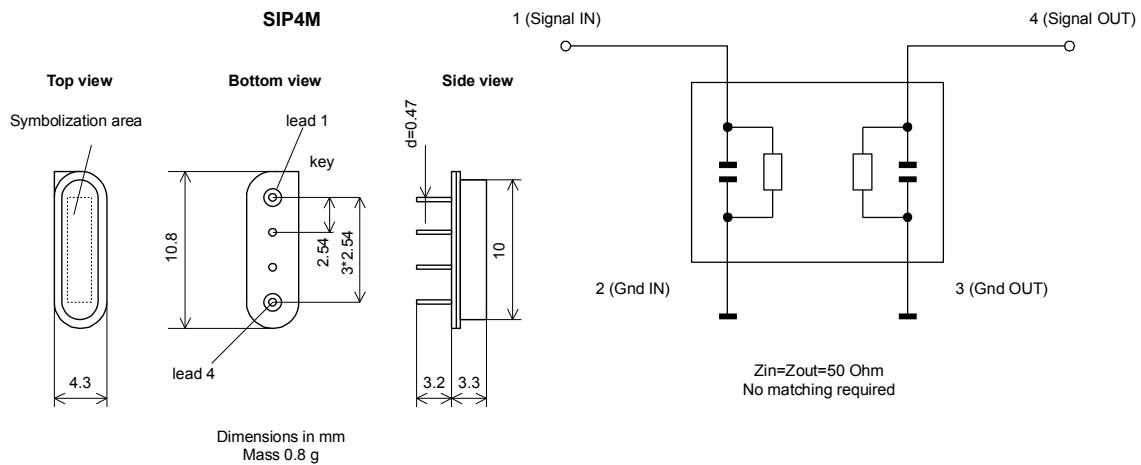 SIP4M
1 (Signal IN)
4 (Signal OUT)
Top view
Bottom view
Side view
Symbolization area
lead 1
key
d=0.47
10.8
2.54
3*2.54
10
2 (Gnd IN)
3 (Gnd OUT)
lead 4
4.3
3.2
3.3
Zin=Zout=50 Ohm
No matching required
Dimensions in mm
Mass 0.8 g